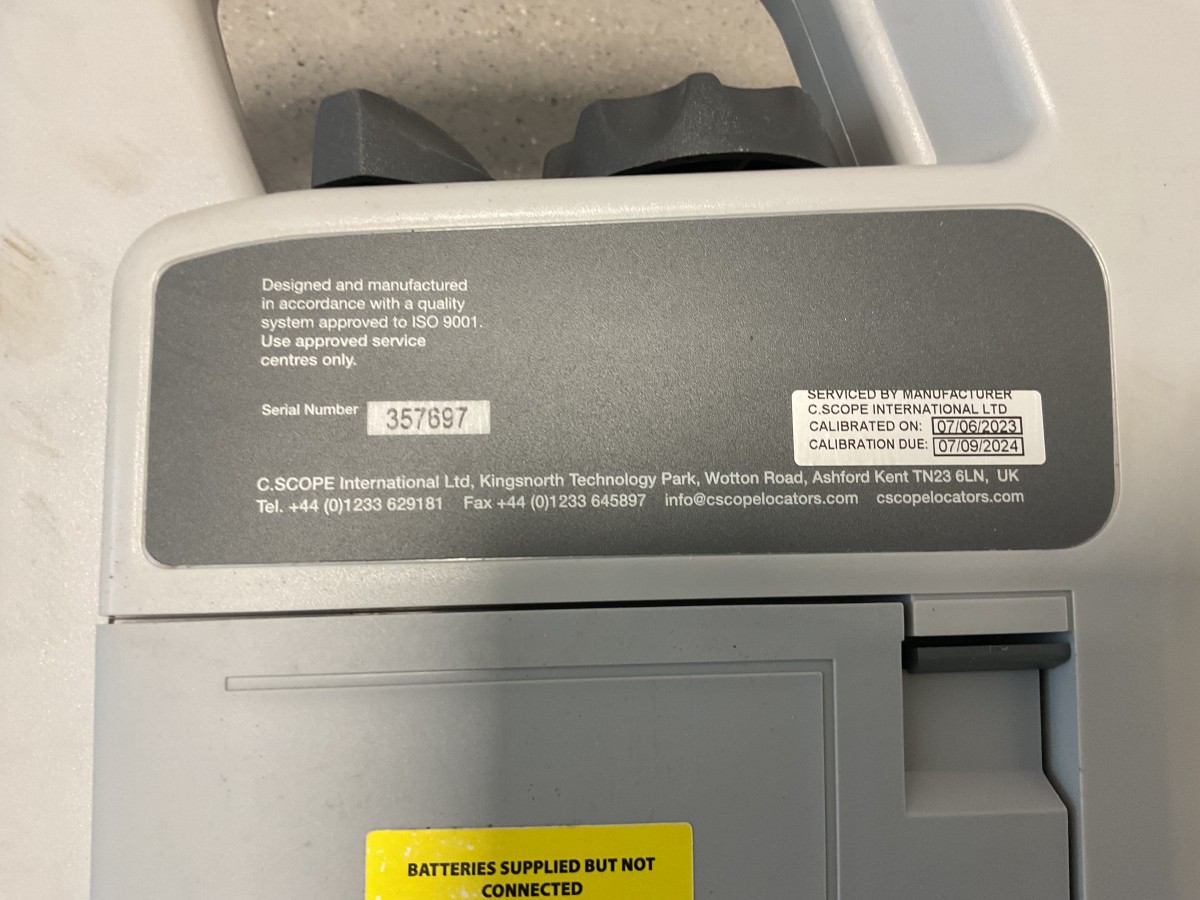 Designed and manufactured
in accordance with a quality
system approved to ISO 9001.
Use approved service
centres only.
Serial Number 357697
SERVICED BY MANUFACTURER
C.SCOPE INTERNATIONAL LTD
CALIBRATED ON: 07/06/2023
CALIBRATION DUE: 07/09/2024
C.SCOPE International Ltd, Kingsnorth Technology Park, Wotton Road, Ashford Kent TN23 6LN, UK
Tel. +44 (0)1233 629181 Fax +44 (0)1233 645897 info@cscopelocators.com cscopelocators.com
BATTERIES SUPPLIED BUT NOT
CONNECTED